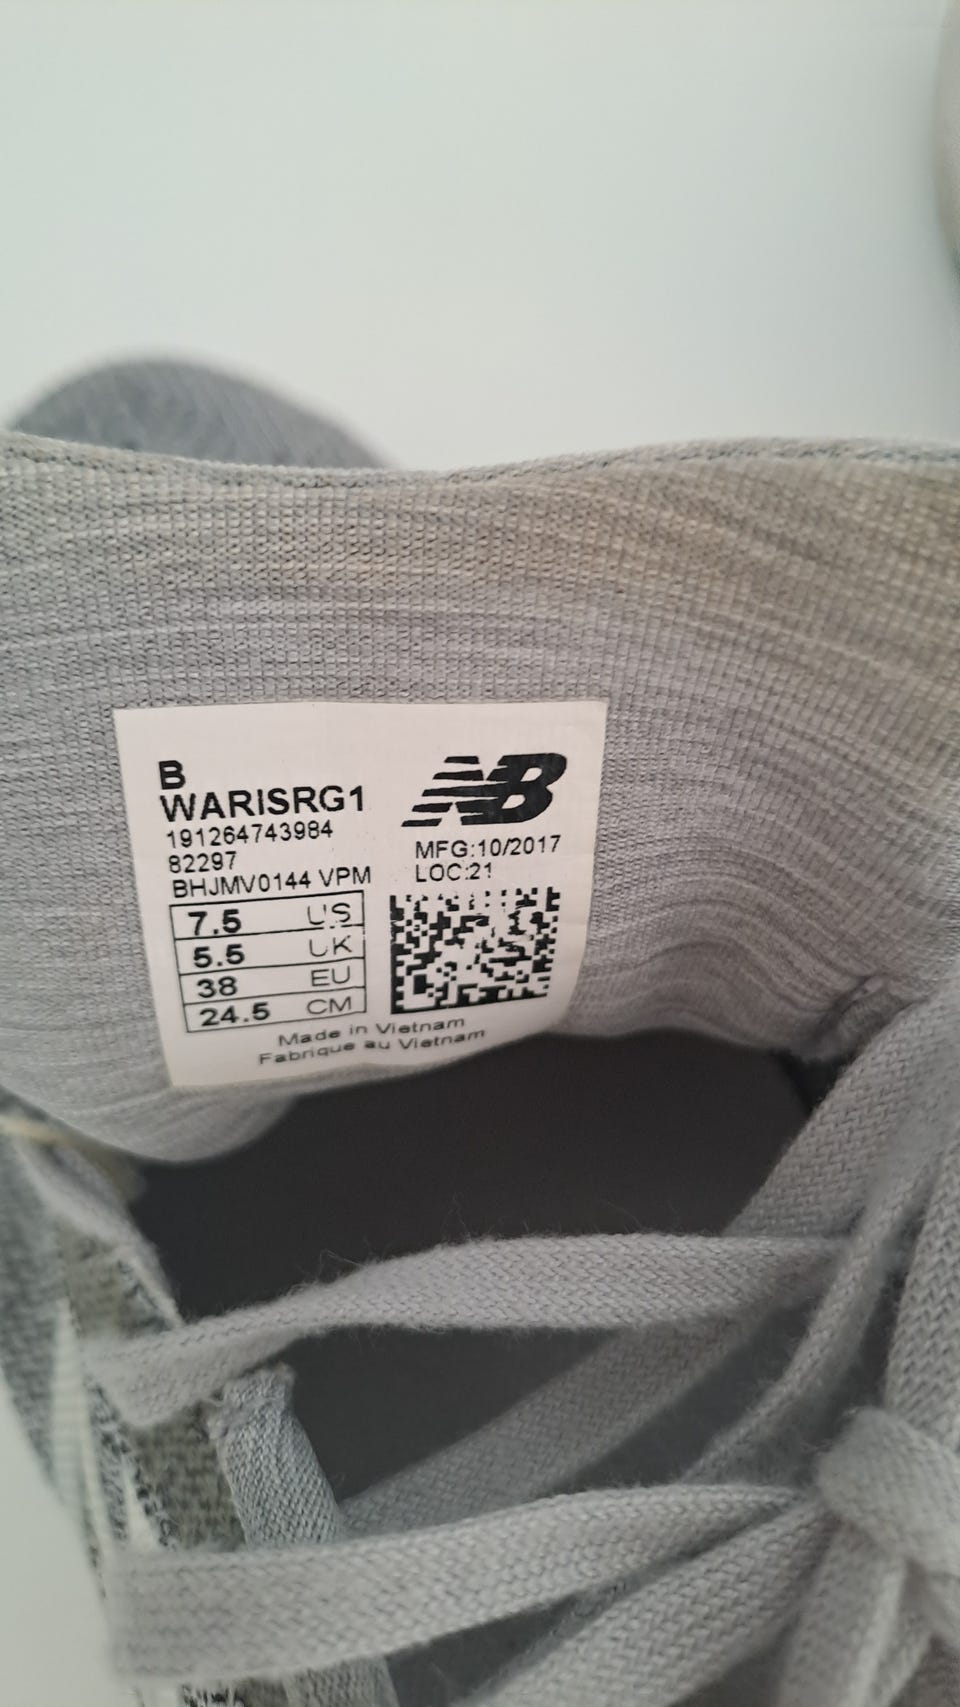 B
WARISRG1
191264743984
82297
BHJMV0144 VPM
NB
MFG:10/2017
LOC:21
7.5 US
5.5 UK
38 EU
24.5 CM
Made in Vietnam
Fabrique au Vietnam